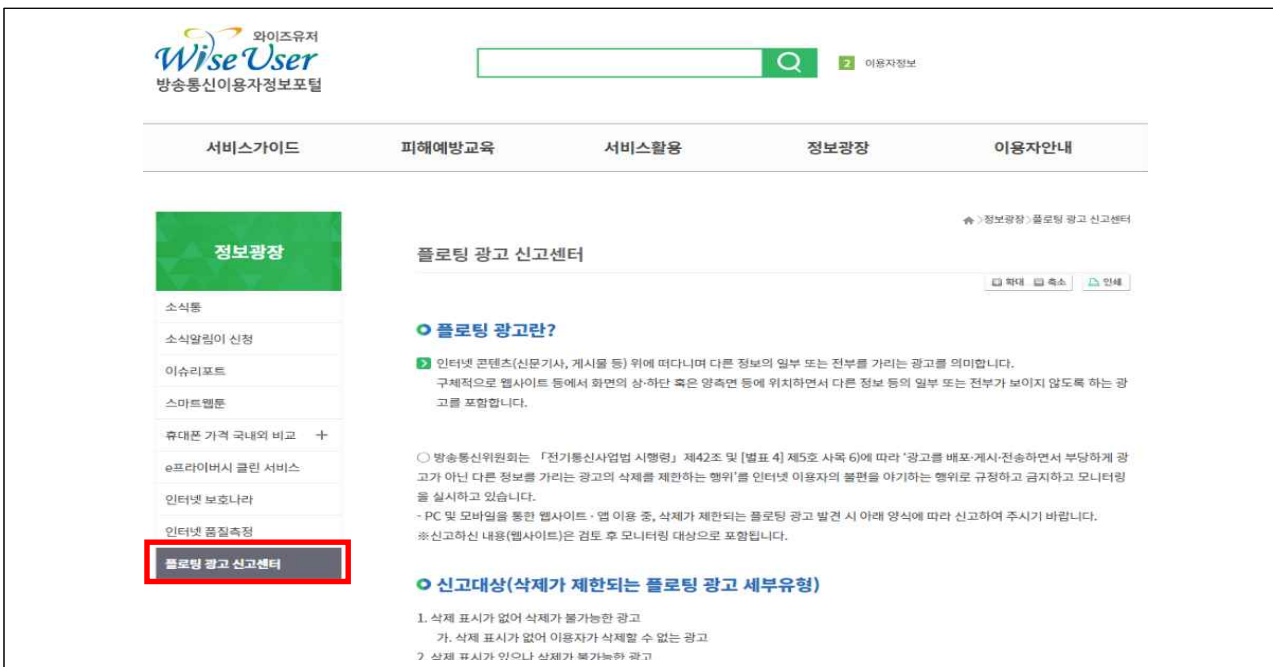 와이즈유저
Wise User
방송통신이용자정보포털
2 이용자정보
서비스가이드 피해예방교육 서비스활용 정보광장 이용자안내
>정보광장>플로팅 광고 신고센터
정보광장
플로팅 광고 신고센터
확대 축소 인쇄
소식통
소식알림이 신청
이슈리포트
스마트웹툰
휴대폰 가격 국내외 비교 +
e프라이버시 클린 서비스
인터넷 보호나라
인터넷 품질측정
플로팅 광고 신고센터
플로팅 광고란?
인터넷 콘텐츠(신문기사, 게시물 등) 위에 떠다니며 다른 정보의 일부 또는 전부를 가리는 광고를 의미합니다.
구체적으로 웹사이트 등에서 화면의 상·하단 혹은 양측면 등에 위치하면서 다른 정보 등의 일부 또는 전부가 보이지 않도록 하는 광
고를 포함합니다.
○ 방송통신위원회는 「전기통신사업법 시행령」 제42조 및 [별표 4] 제5호 사목 6)에 따라 '광고를 배포·게시·전송하면서 부당하게 광
고가 아닌 다른 정보를 가리는 광고의 삭제를 제한하는 행위'를 인터넷 이용자의 불편을 야기하는 행위로 규정하고 금지하고 모니터링
을 실시하고 있습니다.
- PC 및 모바일을 통한 웹사이트 · 앱 이용 중, 삭제가 제한되는 플로팅 광고 발견 시 아래 양식에 따라 신고하여 주시기 바랍니다.
※신고하신 내용(웹사이트)은 검토 후 모니터링 대상으로 포함됩니다.
신고대상(삭제가 제한되는 플로팅 광고 세부유형)
1. 삭제 표시가 없어 삭제가 불가능한 광고
가. 삭제 표시가 없어 이용자가 삭제할 수 없는 광고
2. 삭제 표시가 있으나 삭제가 불가능한 광고